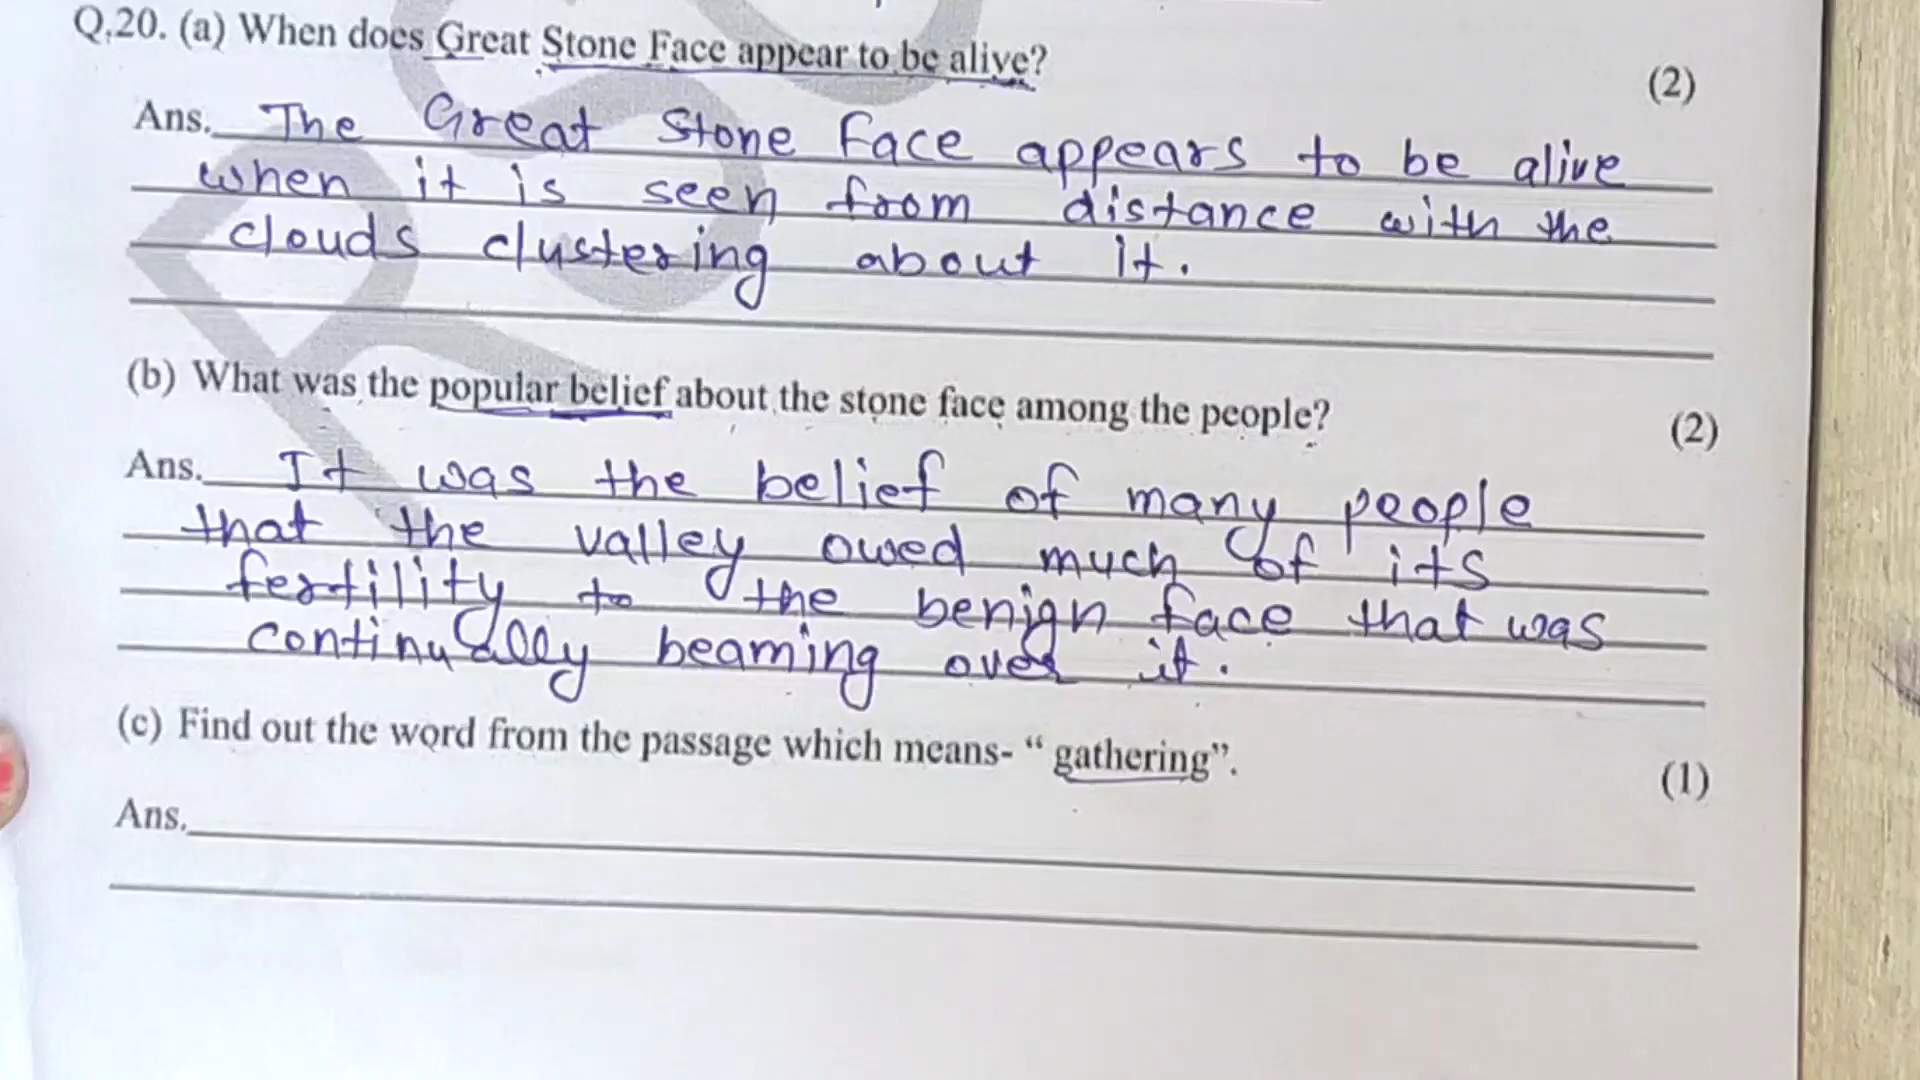 Q.20. (a) When does Great Stone Face appear to be alive?
(2)
Ans. The Great Stone Face appears to be alive
when it is seen from distance with the
clouds clustering about it.
(b) What was the popular belief about the stone face among the people?
(2)
Ans. It was the belief of many people
that the valley owed much of its
fertility to the benign face that was
continually beaming over it.
(c) Find out the word from the passage which means- “ gathering”.
(1)
Ans.